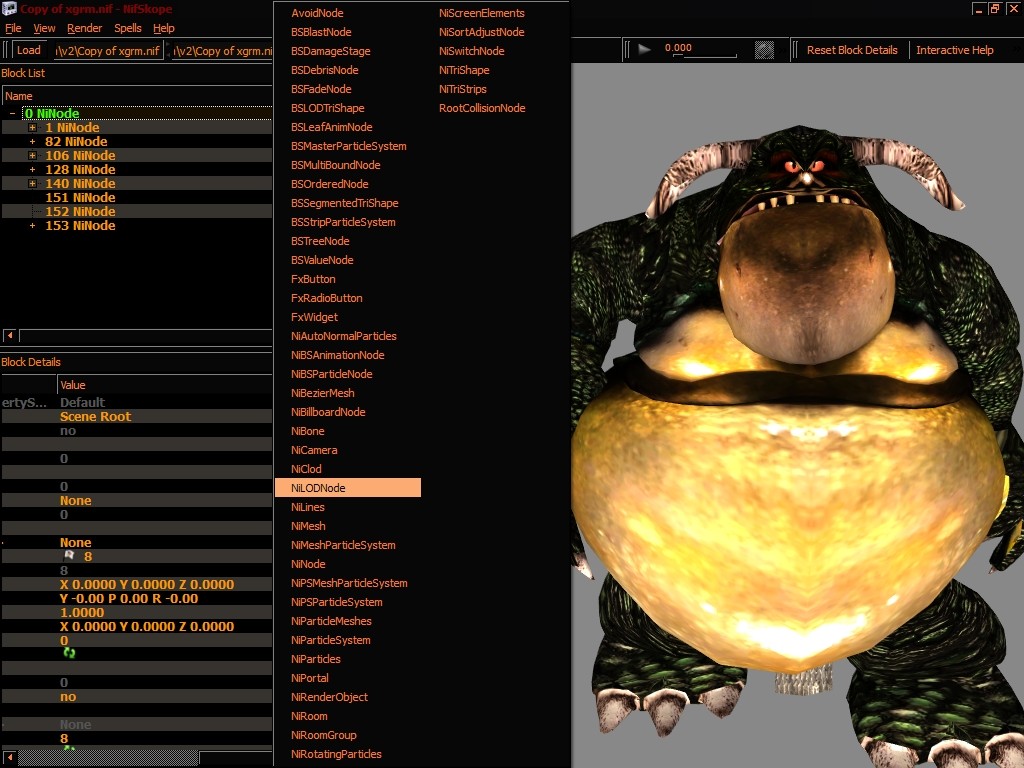 Copy of xgrm.nif - NifSkope
File View Render Spells Help
Load \v2\Copy of xgrm.nif \v2\Copy of xgrm.ni 0.000 Reset Block Details Interactive Help
Block List
Name
0 NiNode
1 NiNode
82 NiNode
106 NiNode
128 NiNode
140 NiNode
151 NiNode
152 NiNode
153 NiNode
Block Details
Value
ertyS... Default
Scene Root
no
0
0
None
0
None
8
8
X 0.0000 Y 0.0000 Z 0.0000
Y -0.00 P 0.00 R -0.00
1.0000
X 0.0000 Y 0.0000 Z 0.0000
0
0
no
None
8
AvoidNode
BSBlastNode
BSDamageStage
BSDebrisNode
BSFadeNode
BSLODTriShape
BSLeafAnimNode
BSMasterParticleSystem
BSMultiBoundNode
BSOrderedNode
BSSegmentedTriShape
BSStripParticleSystem
BSTreeNode
BSValueNode
FxButton
FxRadioButton
FxWidget
NiAutoNormalParticles
NiBSAnimationNode
NiBSParticleNode
NiBezierMesh
NiBillboardNode
NiBone
NiCamera
NiClod
NiLODNode
NiLines
NiMesh
NiMeshParticleSystem
NiNode
NiPSMeshParticleSystem
NiPSParticleSystem
NiParticleMeshes
NiParticleSystem
NiParticles
NiPortal
NiRenderObject
NiRoom
NiRoomGroup
NiRotatingParticles
NiScreenElements
NiSortAdjustNode
NiSwitchNode
NiTriShape
NiTriStrips
RootCollisionNode